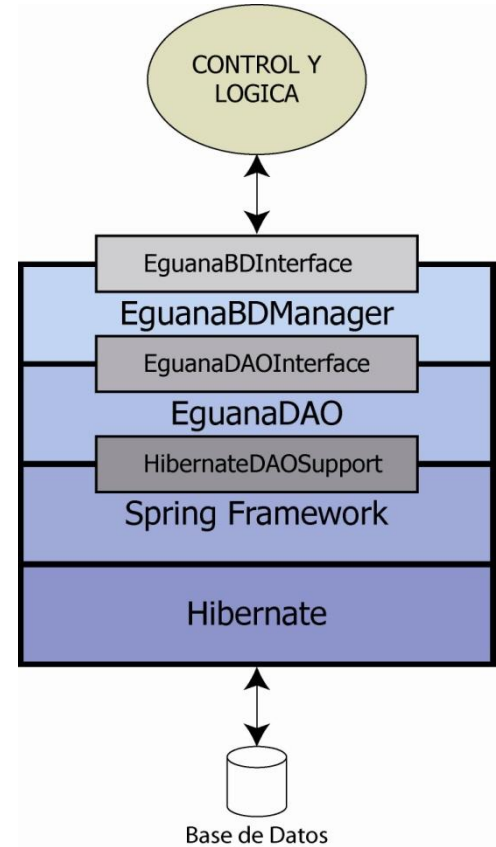 CONTROL Y
LOGICA
EguanaBDInterface
EguanaBDManager
EguanaDAOInterface
EguanaDAO
HibernateDAOSupport
Spring Framework
Hibernate
Base de Datos